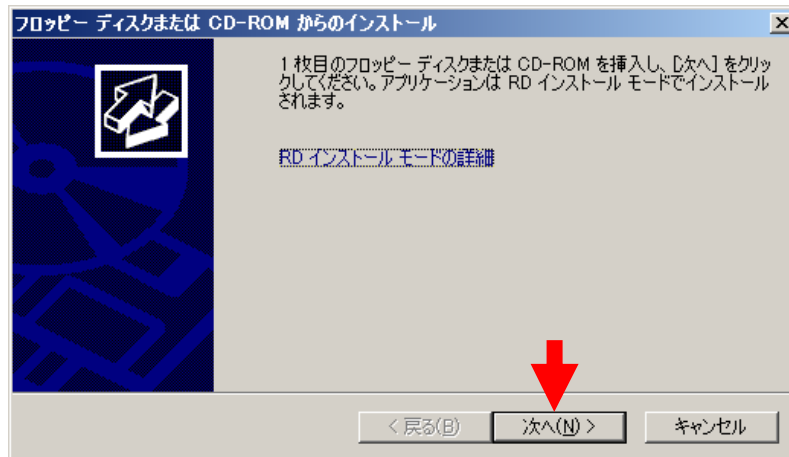 フロッピー ディスクまたは CD-ROM からのインストール
1 枚目のフロッピー ディスクまたは CD-ROM を挿入し、[次へ] をクリッ
クしてください。アプリケーションは RD インストール モードでインストール
されます。
RD インストール モードの詳細
< 戻る(B)
次へ(N) >
キャンセル